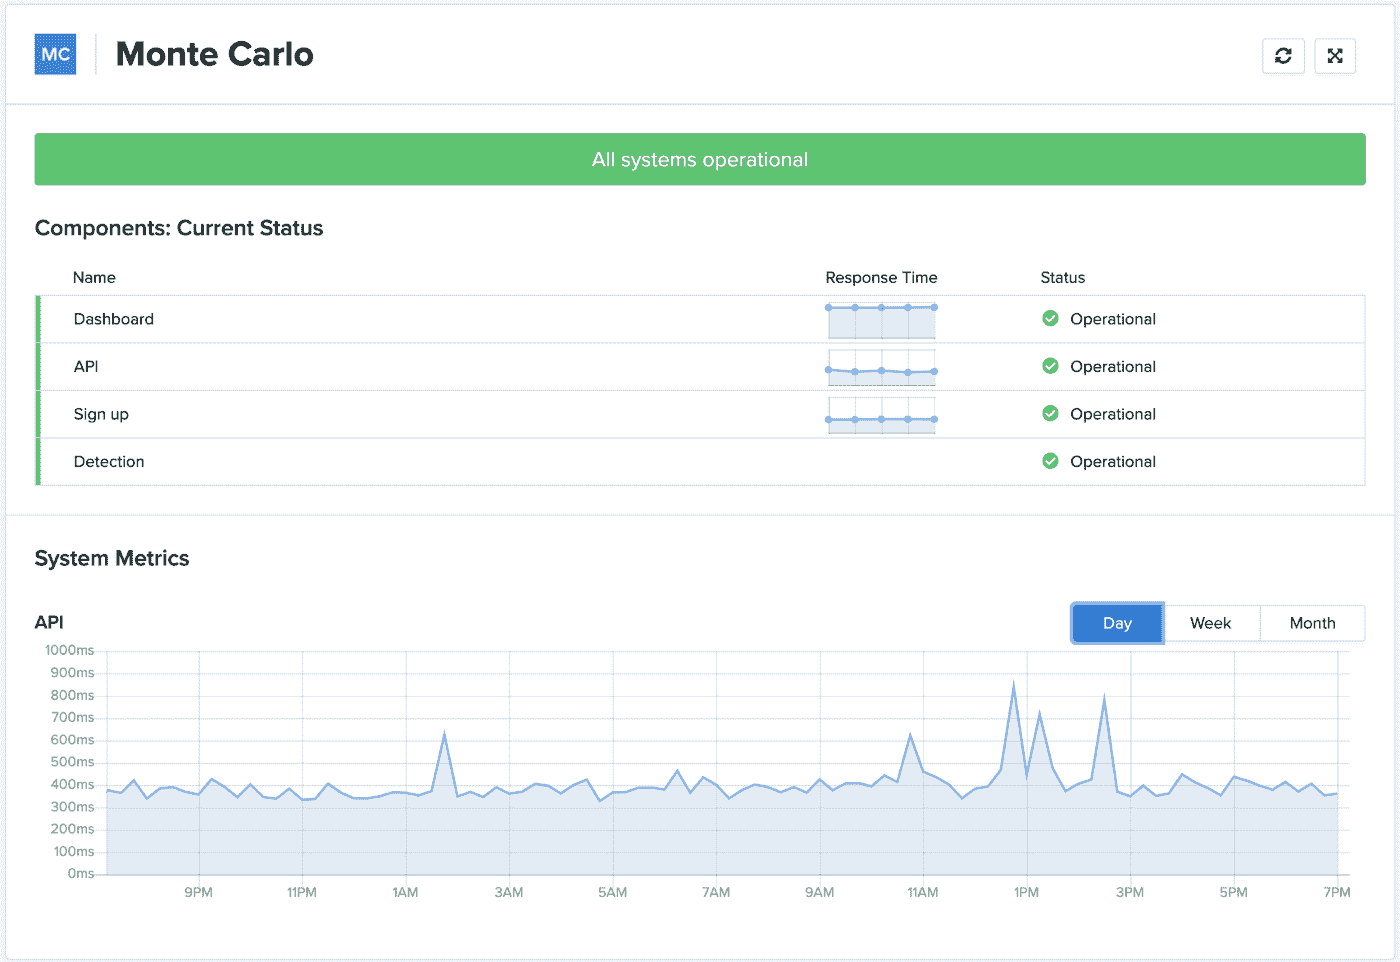 MC Monte Carlo
All systems operational
Components: Current Status
Name Response Time Status
Dashboard Operational
API Operational
Sign up Operational
Detection Operational
System Metrics
API Day Week Month
1000ms
900ms
800ms
700ms
600ms
500ms
400ms
300ms
200ms
100ms
0ms
9PM 11PM 1AM 3AM 5AM 7AM 9AM 11AM 1PM 3PM 5PM 7PM